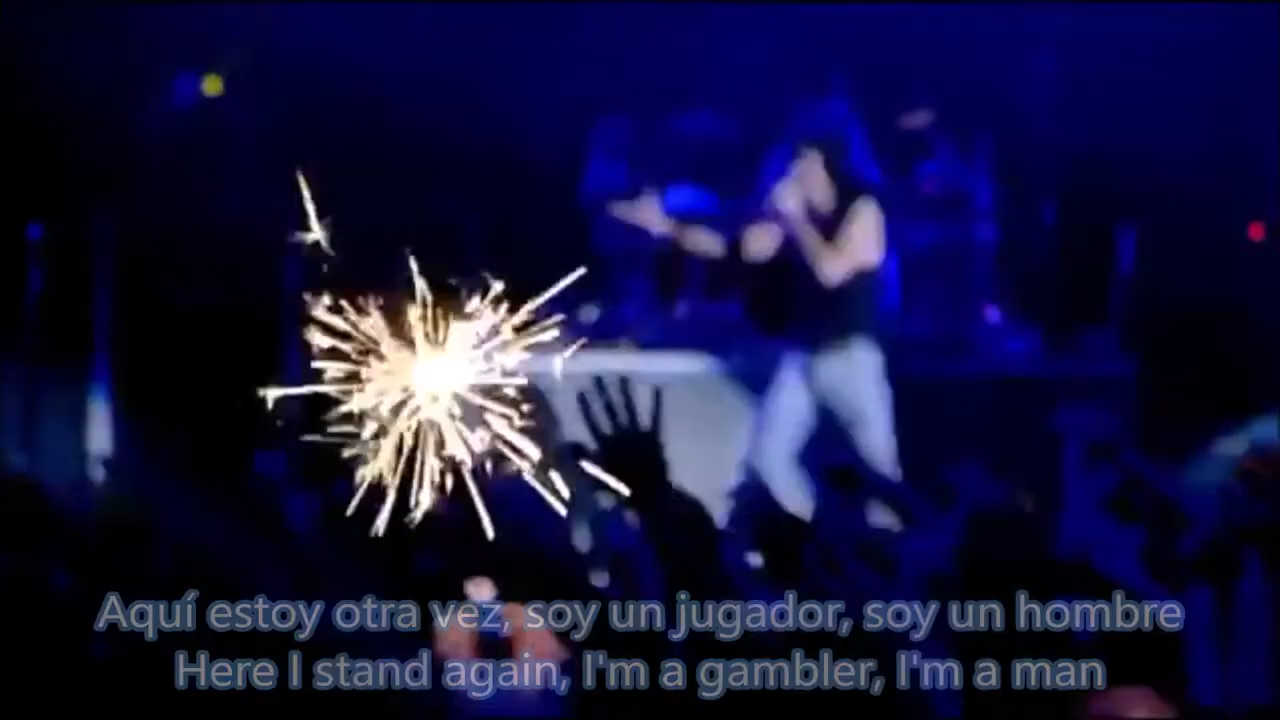 Aquí estoy otra vez, soy un jugador, soy un hombre
Here I stand again, I'm a gambler, I'm a man